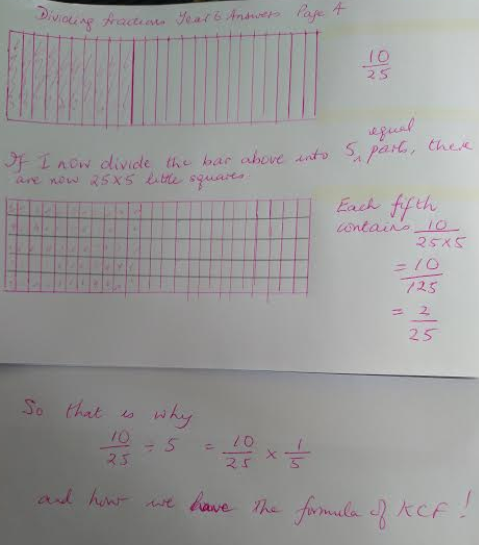 Dividing fractions Year 6 Answers Page 4
10
25
If I now divide the bar above into 5 equal parts, there
are now 25x5 little squares.
Each fifth
contains 10
25x5
= 10
125
= 2
25
So that is why
10/25 ÷ 5 = 10/25 x 1/5
and how we have the formula of KCF!